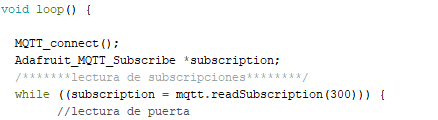 void loop() {
MQTT_connect();
Adafruit_MQTT_Subscribe *subscription;
/*******lectura de subscripciones********/
while ((subscription = mqtt.readSubscription(300))) {
//lectura de puerta